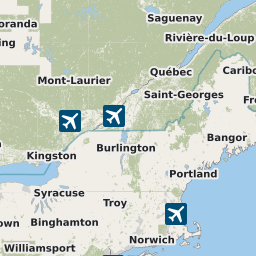 Saguenay
oranda
Rivière-du-Loup
Mont-Laurier
Québec
Caribo
Saint-Georges
Fre
Bangor
Burlington
Kingston
Portland
Syracuse
Troy
own
Binghamton
Norwich
Williamsport